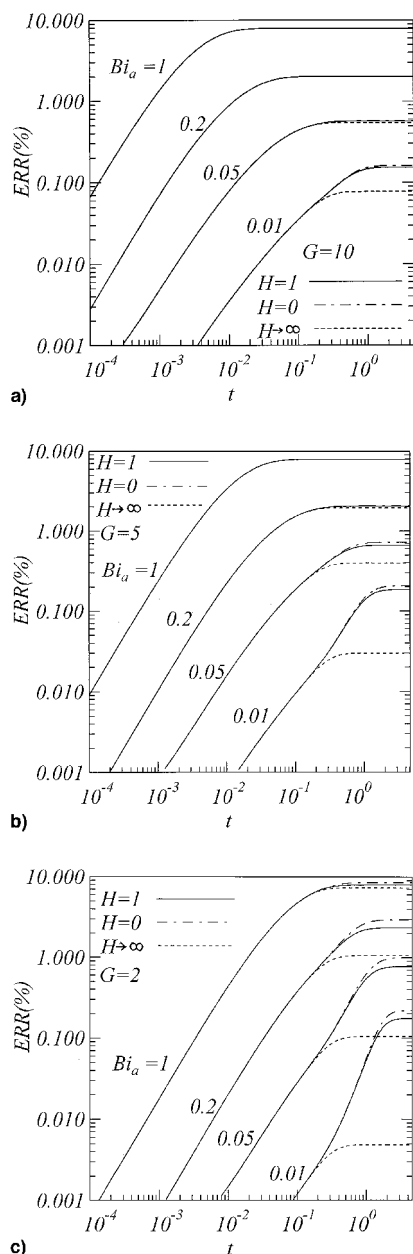 10.000
Bi_a =1
1.000
0.2
ERR(%)
0.100
0.05
0.01
G=10
0.010
H=1
H=0
H→∞
0.001
10^-4 10^-3 10^-2 10^-1 10^0
t
a)
10.000
H=1
H=0
H→∞
1.000
G=5
ERR(%)
Bi_a =1
0.100
0.2
0.05
0.010
0.01
0.001
10^-4 10^-3 10^-2 10^-1 10^0
t
b)
10.000
H=1
H=0
1.000
H→∞
G=2
ERR(%)
0.100
Bi_a =1
0.010
0.2
0.05
0.01
0.001
10^-4 10^-3 10^-2 10^-1 10^0
t
c)